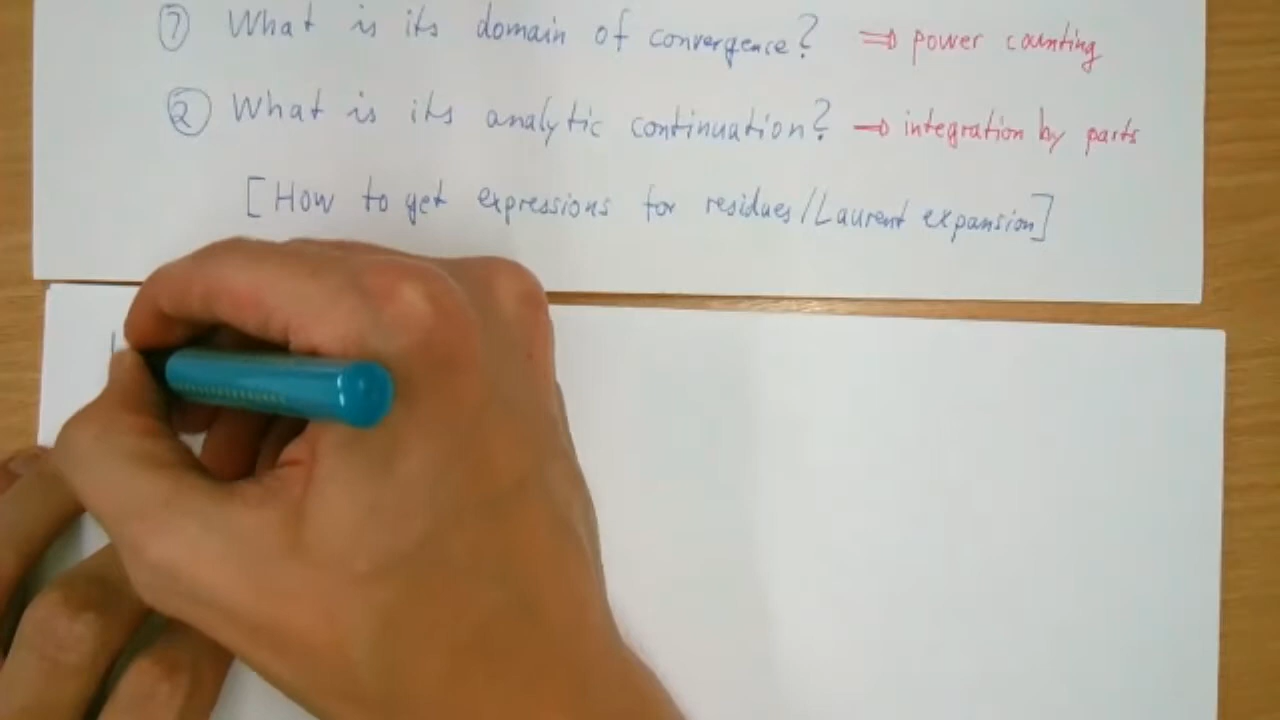 ① What is its domain of convergence? ⇒ power counting
② What is its analytic continuation? → integration by parts
[How to get expressions for residues/Laurent expansion]